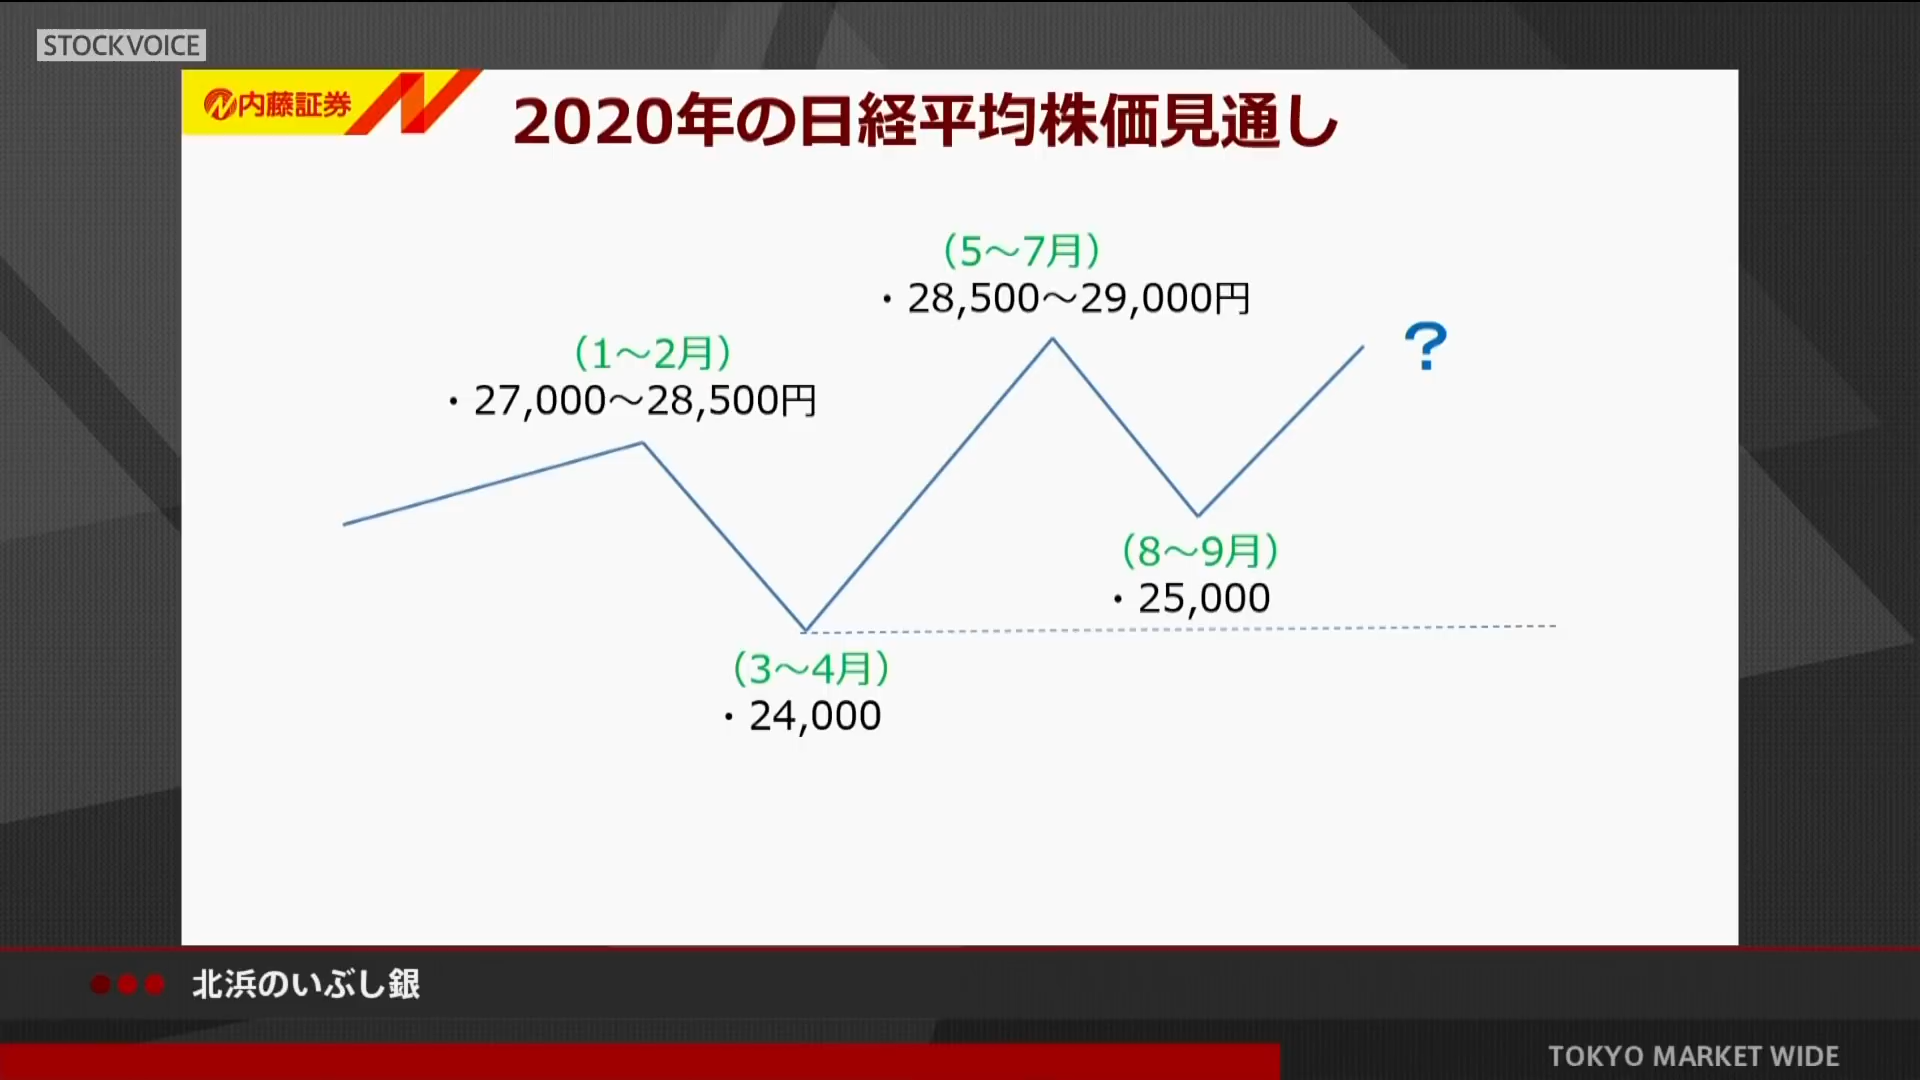 STOCKVOICE
内藤証券
2020年の日経平均株価見通し
（5～7月）
・28,500～29,000円
（1～2月）
・27,000～28,500円
？
（8～9月）
・25,000
（3～4月）
・24,000
北浜のいぶし銀
TOKYO MARKET WIDE